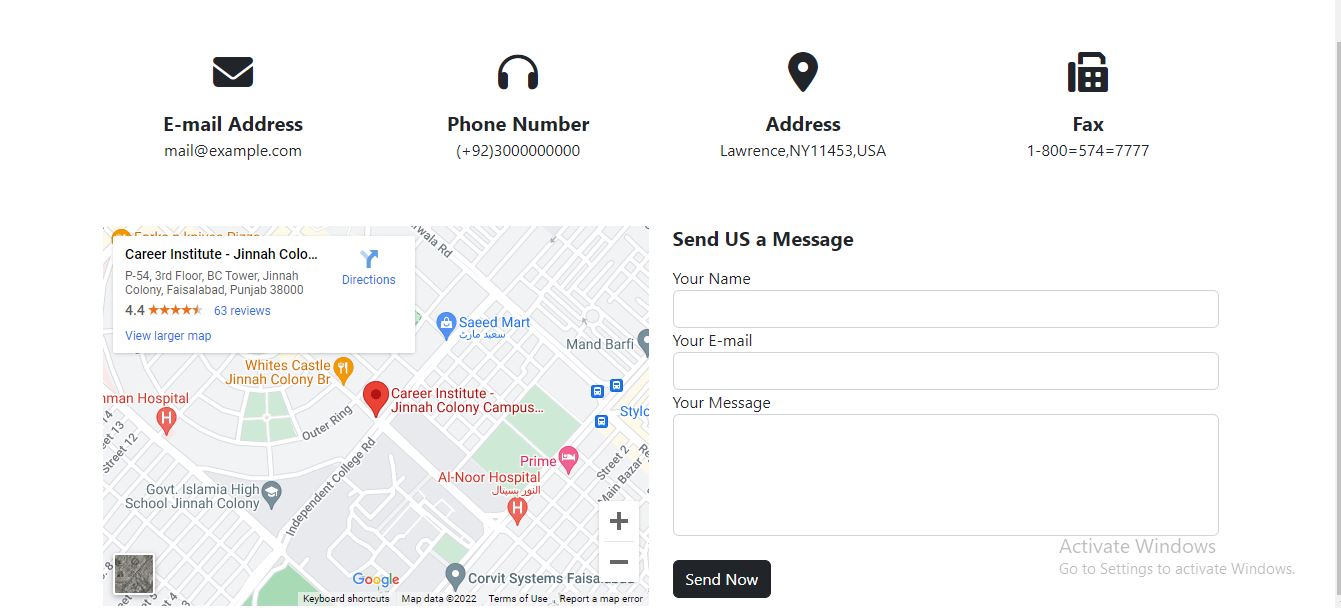 E-mail Address
mail@example.com
Phone Number
(+92)3000000000
Address
Lawrence,NY11453,USA
Fax
1-800=574=7777
Career Institute - Jinnah Colo...
P-54, 3rd Floor, BC Tower, Jinnah
Colony, Faisalabad, Punjab 38000
4.4 63 reviews
View larger map
Directions
Saeed Mart
سعید مارٹ
Mand Barfi
Whites Castle
Jinnah Colony Br
Career Institute -
Jinnah Colony Campus...
Hospital
Outer Ring
Street 13
Street 12
Independent College Rd
Prime
Street 2
Main Bazar
Al-Noor Hospital
النور ہسپتال
Govt. Islamia High
School Jinnah Colony
Corvit Systems
Google
Keyboard shortcuts
Map data ©2022
Terms of Use
Report a map error
Send US a Message
Your Name
Your E-mail
Your Message
Send Now
Activate Windows
Go to Settings to activate Windows.